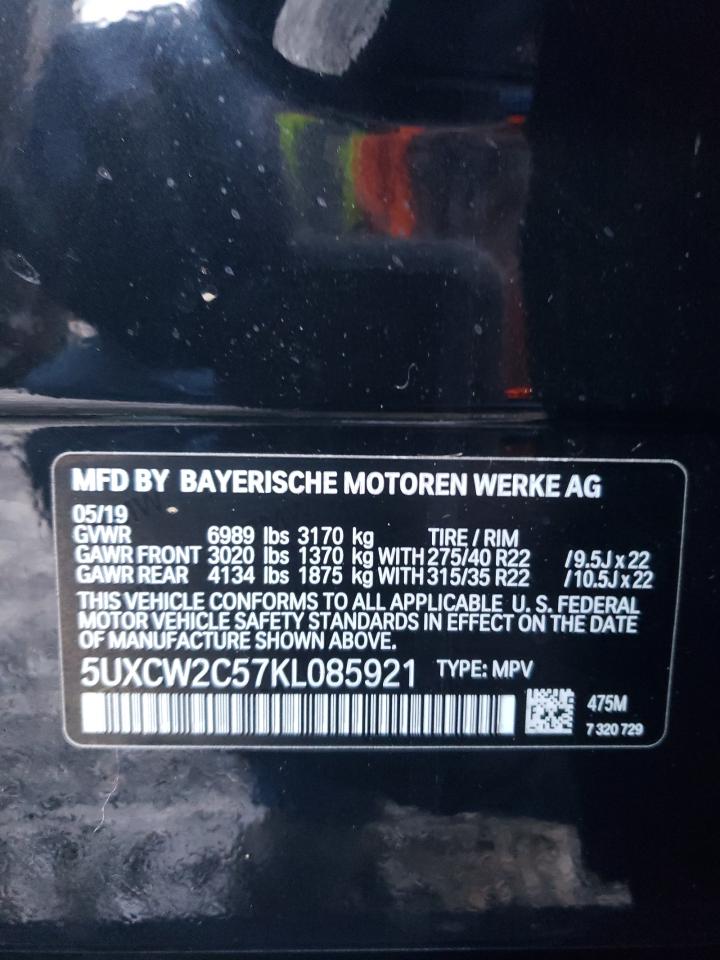 MFD BY BAYERISCHE MOTOREN WERKE AG
05/19
GVWR 6989 lbs 3170 kg TIRE / RIM
GAWR FRONT 3020 lbs 1370 kg WITH 275/40 R22 /9.5J x 22
GAWR REAR 4134 lbs 1875 kg WITH 315/35 R22 /10.5J x 22
THIS VEHICLE CONFORMS TO ALL APPLICABLE U. S. FEDERAL
MOTOR VEHICLE SAFETY STANDARDS IN EFFECT ON THE DATE
OF MANUFACTURE SHOWN ABOVE.
5UXCW2C57KL085921 TYPE: MPV
475M
7 320 729